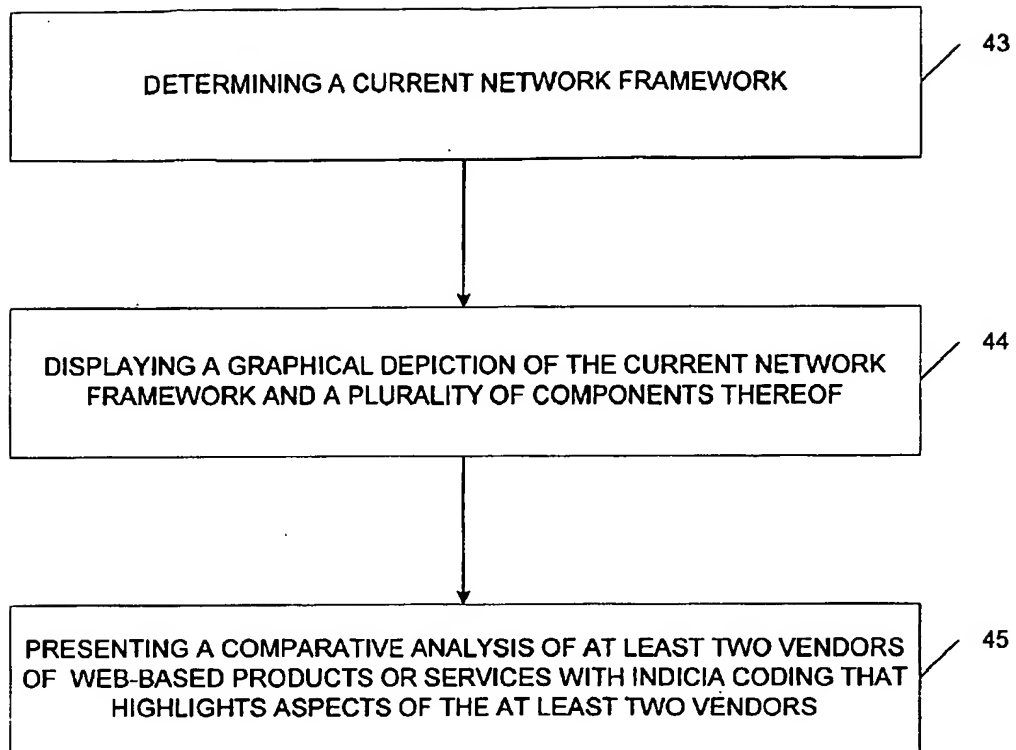 DETERMINING A CURRENT NETWORK FRAMEWORK
43
DISPLAYING A GRAPHICAL DEPICTION OF THE CURRENT NETWORK
FRAMEWORK AND A PLURALITY OF COMPONENTS THEREOF
44
PRESENTING A COMPARATIVE ANALYSIS OF AT LEAST TWO VENDORS
OF WEB-BASED PRODUCTS OR SERVICES WITH INDICIA CODING THAT
HIGHLIGHTS ASPECTS OF THE AT LEAST TWO VENDORS
45